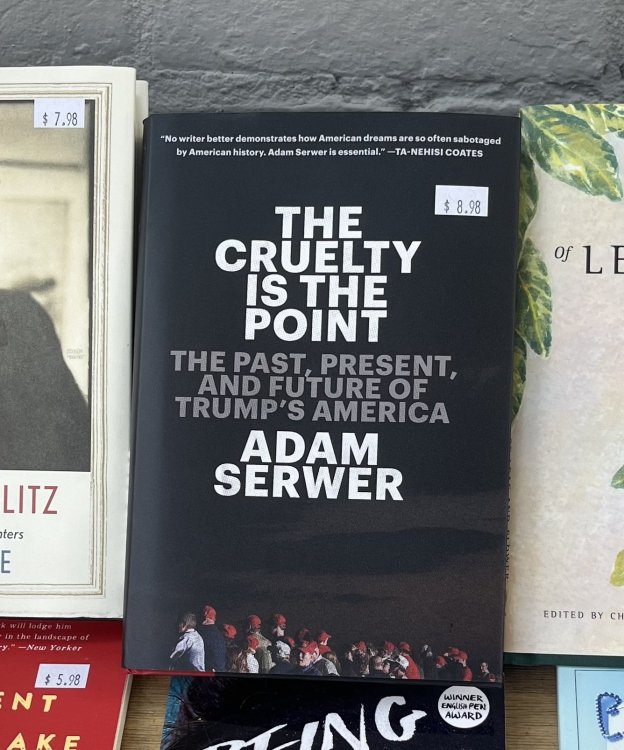 $ 7.98
LITZ
nters
E
"No writer better demonstrates how American dreams are so often sabotaged
by American history. Adam Serwer is essential." —TA-NEHISI COATES
$ 8.98
THE
CRUELTY
IS THE
POINT
THE PAST, PRESENT,
AND FUTURE OF
TRUMP'S AMERICA
ADAM
SERWER
of LE
EDITED BY CH
ck will lodge him
r in the landscape of
y." —New Yorker
$ 5.98
ENT
AKE
EING
WINNER
ENGLISH PEN
AWARD